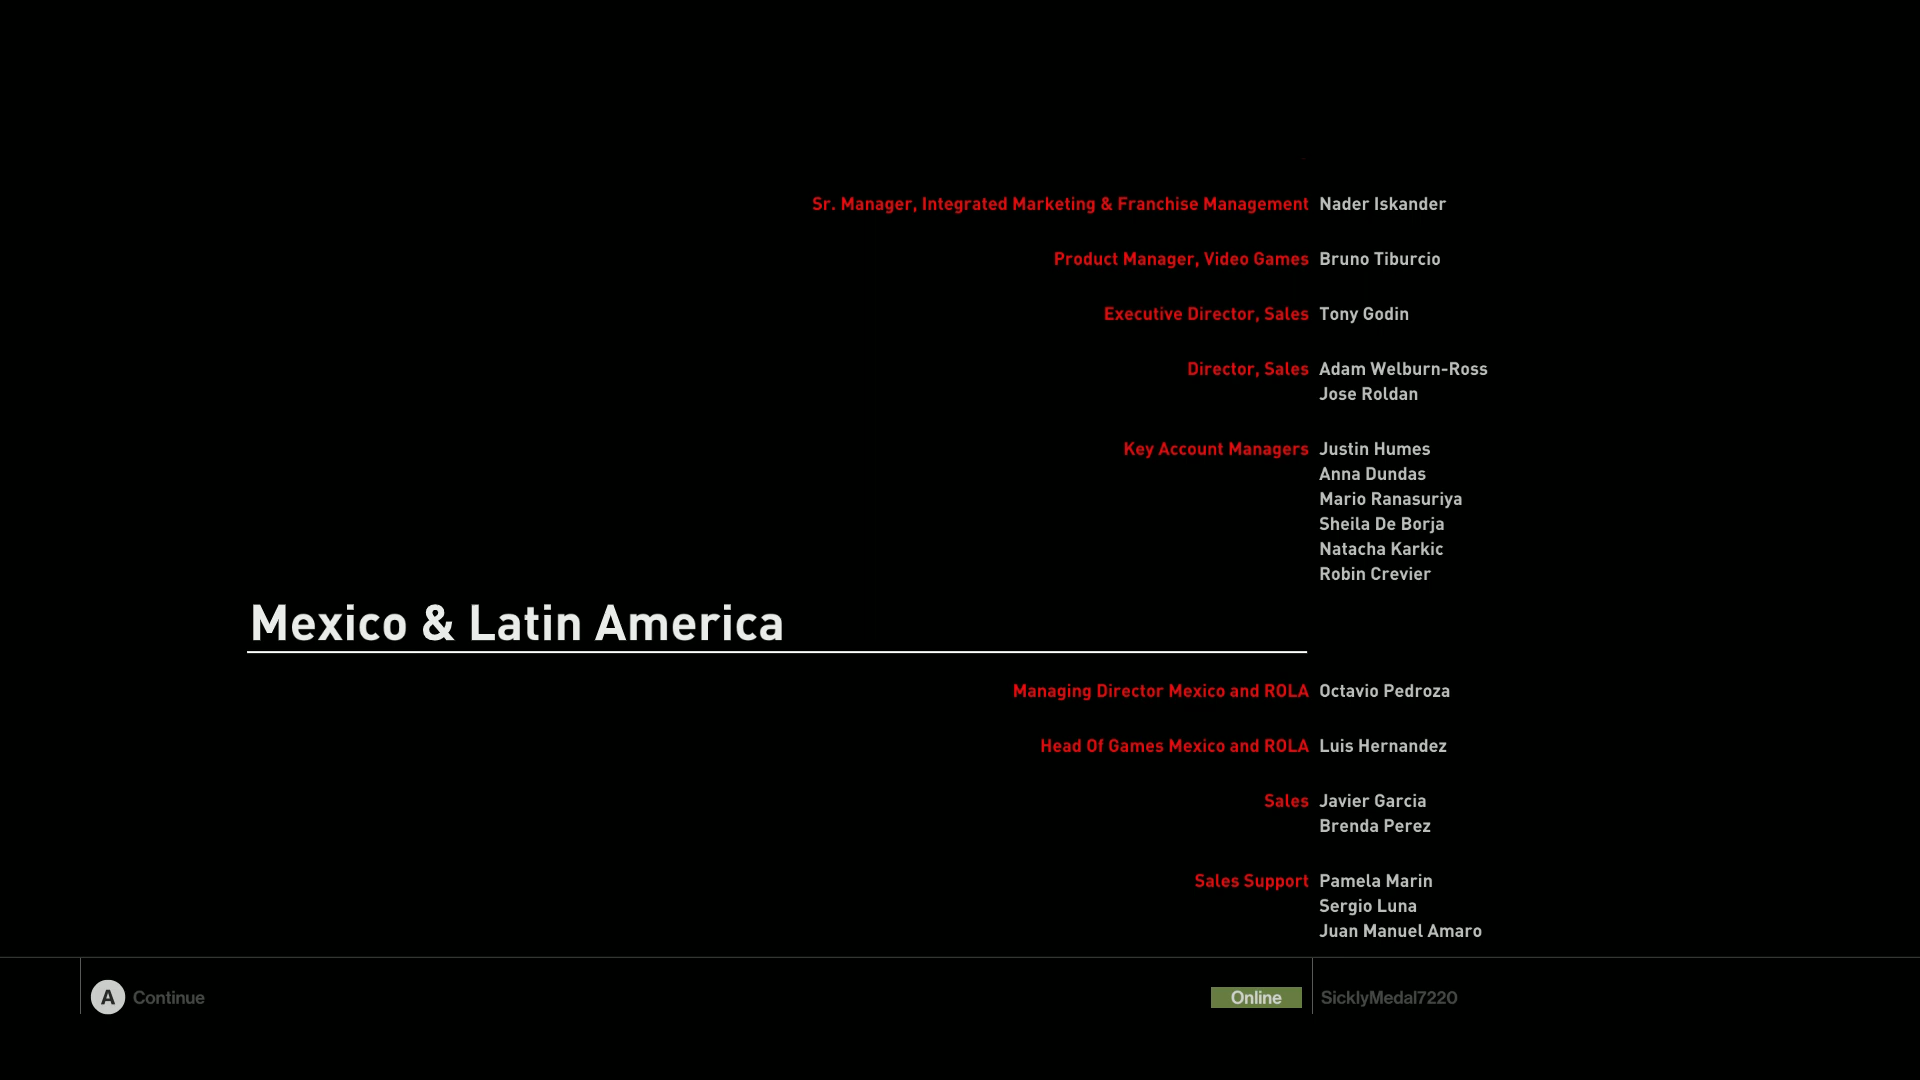 Sr. Manager, Integrated Marketing & Franchise Management Nader Iskander
Product Manager, Video Games Bruno Tiburcio
Executive Director, Sales Tony Godin
Director, Sales Adam Welburn-Ross
Jose Roldan
Key Account Managers Justin Humes
Anna Dundas
Mario Ranasuriya
Sheila De Borja
Natacha Karkic
Robin Crevier
Mexico & Latin America
Managing Director Mexico and ROLA Octavio Pedroza
Head Of Games Mexico and ROLA Luis Hernandez
Sales Javier Garcia
Brenda Perez
Sales Support Pamela Marin
Sergio Luna
Juan Manuel Amaro
A Continue Online SicklyMedal7220